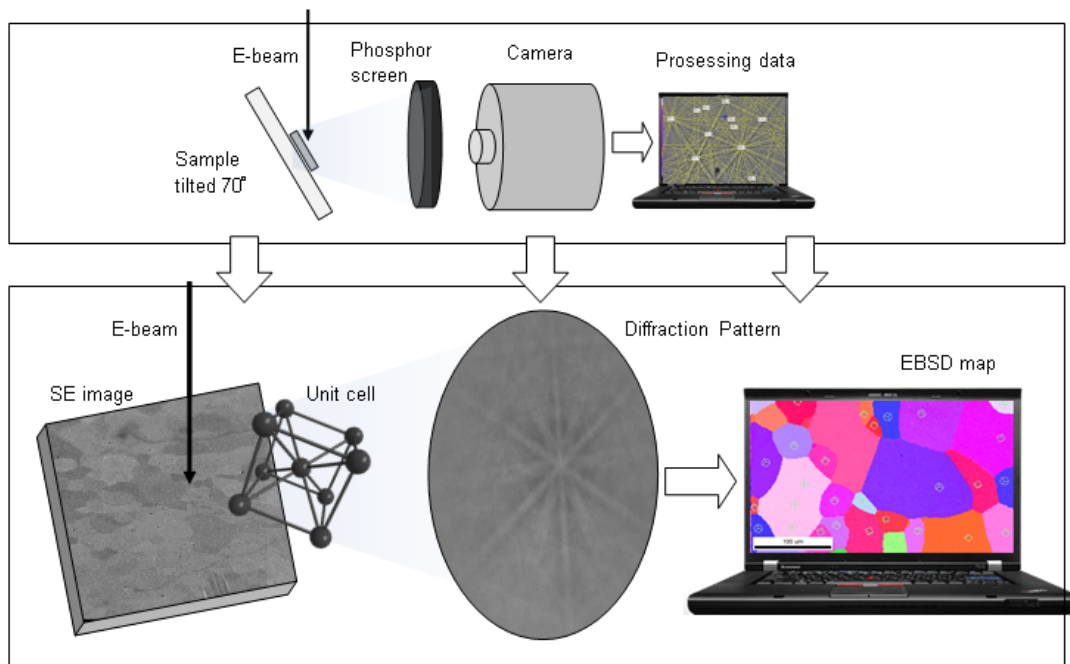 E-beam
Phosphor
screen
Camera
Prosessing data
Sample
tilted 70°
E-beam
Diffraction Pattern
SE image
Unit cell
EBSD map
100 um